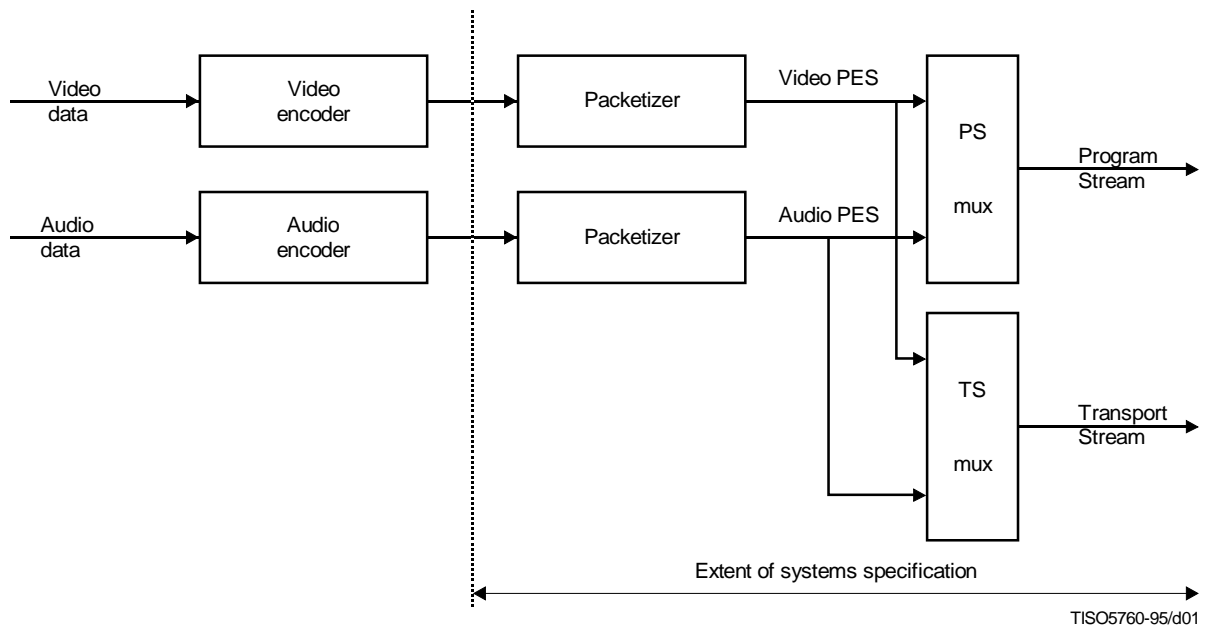 Video
data
Video
encoder
Packetizer
Video PES
PS
mux
Program
Stream
Audio
data
Audio
encoder
Packetizer
Audio PES
TS
mux
Transport
Stream
Extent of systems specification
TISO5760-95/d01